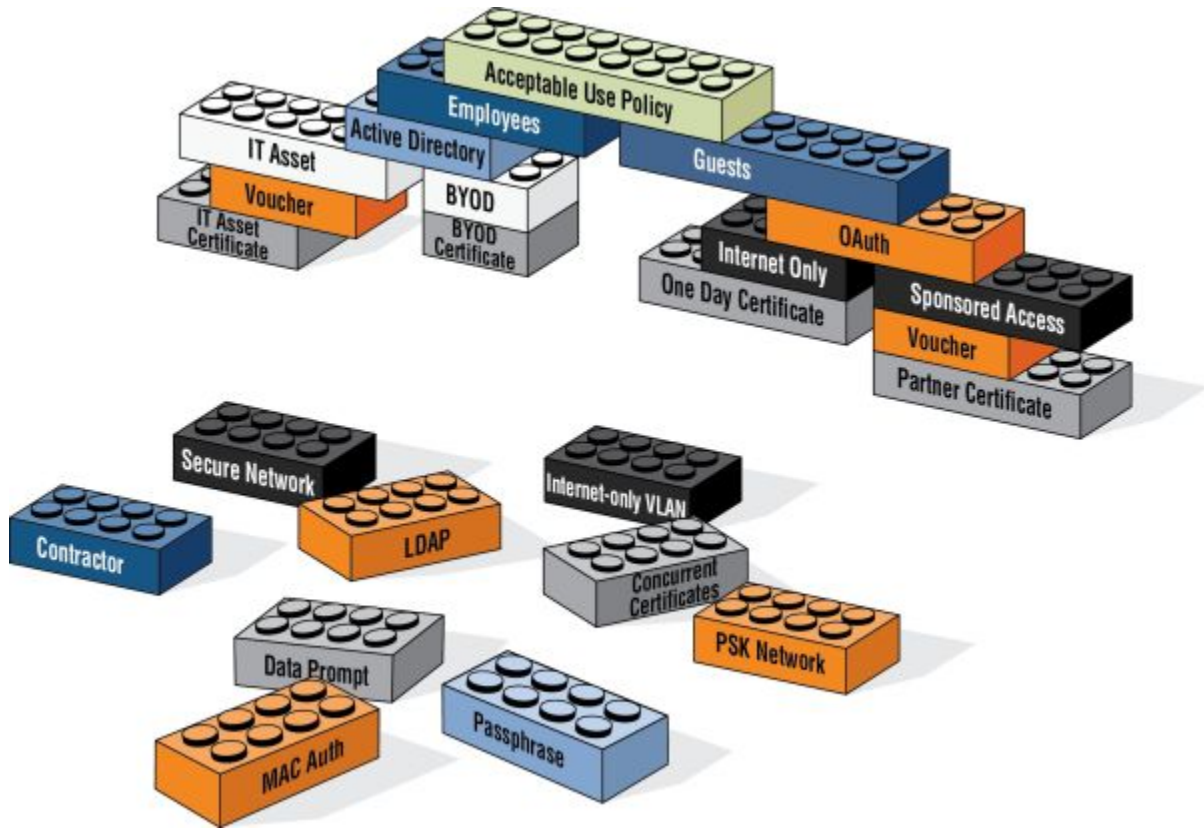 Acceptable Use Policy
Employees
Active Directory
IT Asset
Guests
Voucher
BYOD
OAuth
IT Asset
Certificate
BYOD
Certificate
Internet Only
One Day Certificate
Sponsored Access
Voucher
Partner Certificate
Secure Network
Internet-only VLAN
Contractor
LDAP
Concurrent
Certificates
Data Prompt
PSK Network
MAC Auth
Passphrase